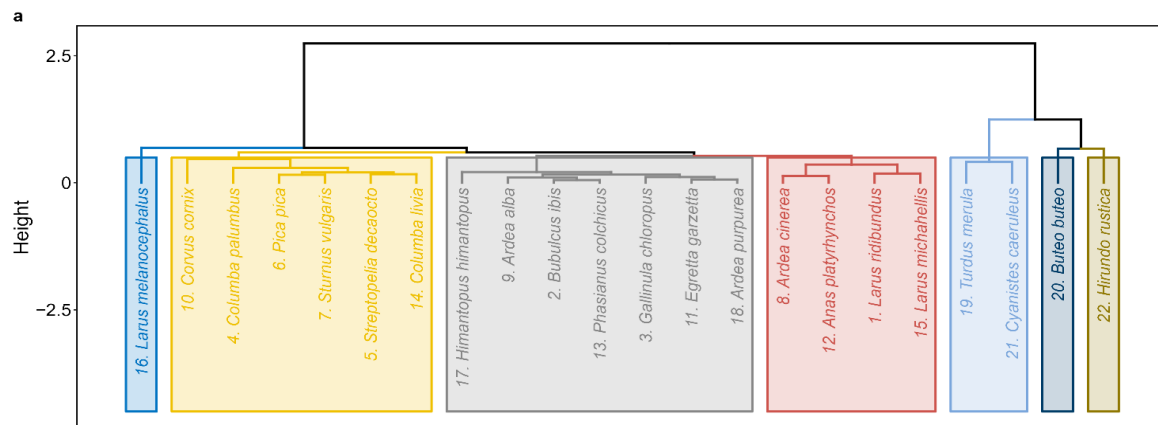 a
2.5
0
−2.5
Height
16. Larus melanocephalus
10. Corvus cornix
4. Columba palumbus
6. Pica pica
7. Sturnus vulgaris
5. Streptopelia decaocto
14. Columba livia
17. Himantopus himantopus
9. Ardea alba
2. Bubulcus ibis
13. Phasianus colchicus
3. Gallinula chloropus
11. Egretta garzetta
18. Ardea purpurea
8. Ardea cinerea
12. Anas platyrhynchos
1. Larus ridibundus
15. Larus michahellis
19. Turdus merula
21. Cyanistes caeruleus
20. Buteo buteo
22. Hirundo rustica